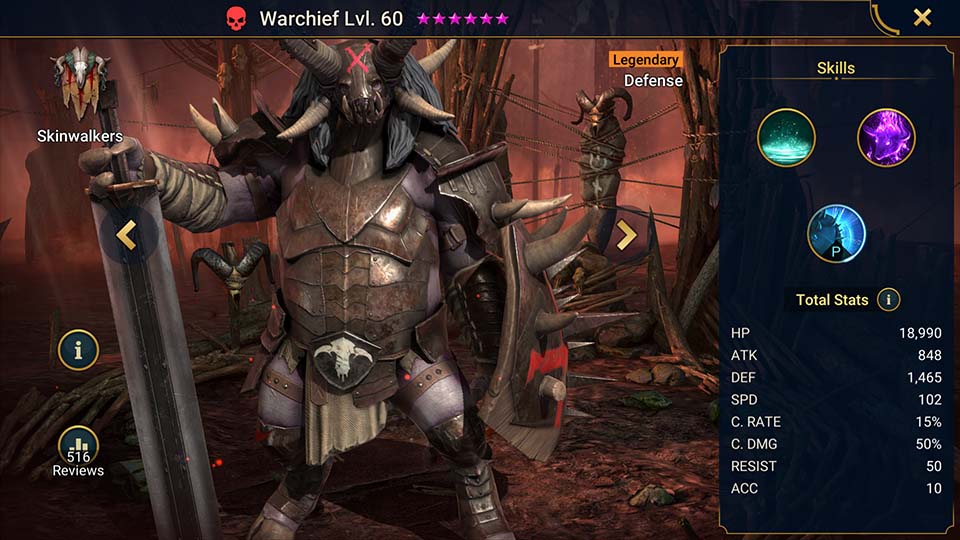 Warchief Lvl. 60
Legendary
Defense
Skinwalkers
516
Reviews
Skills
P
Total Stats i
HP 18,990
ATK 848
DEF 1,465
SPD 102
C. RATE 15%
C. DMG 50%
RESIST 50
ACC 10